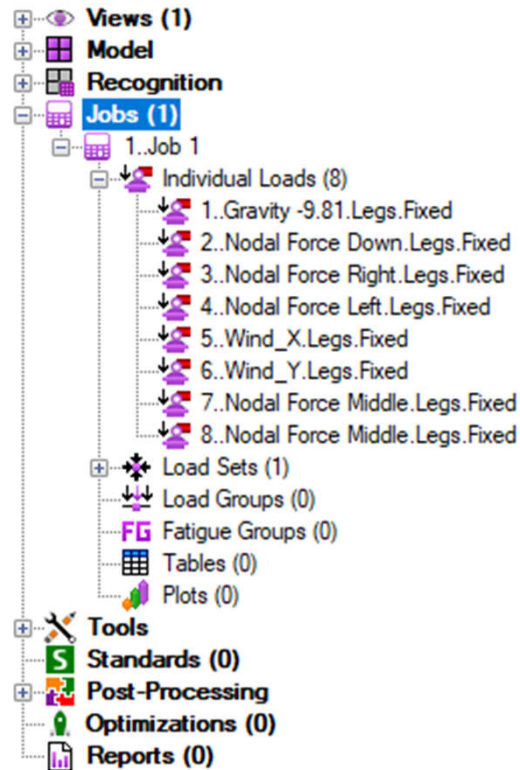 Views (1)
Model
Recognition
Jobs (1)
1..Job 1
Individual Loads (8)
1..Gravity -9.81.Legs.Fixed
2..Nodal Force Down.Legs.Fixed
3..Nodal Force Right.Legs.Fixed
4..Nodal Force Left.Legs.Fixed
5..Wind_X.Legs.Fixed
6..Wind_Y.Legs.Fixed
7..Nodal Force Middle.Legs.Fixed
8..Nodal Force Middle.Legs.Fixed
Load Sets (1)
Load Groups (0)
FG Fatigue Groups (0)
Tables (0)
Plots (0)
Tools
S Standards (0)
Post-Processing
Optimizations (0)
Reports (0)